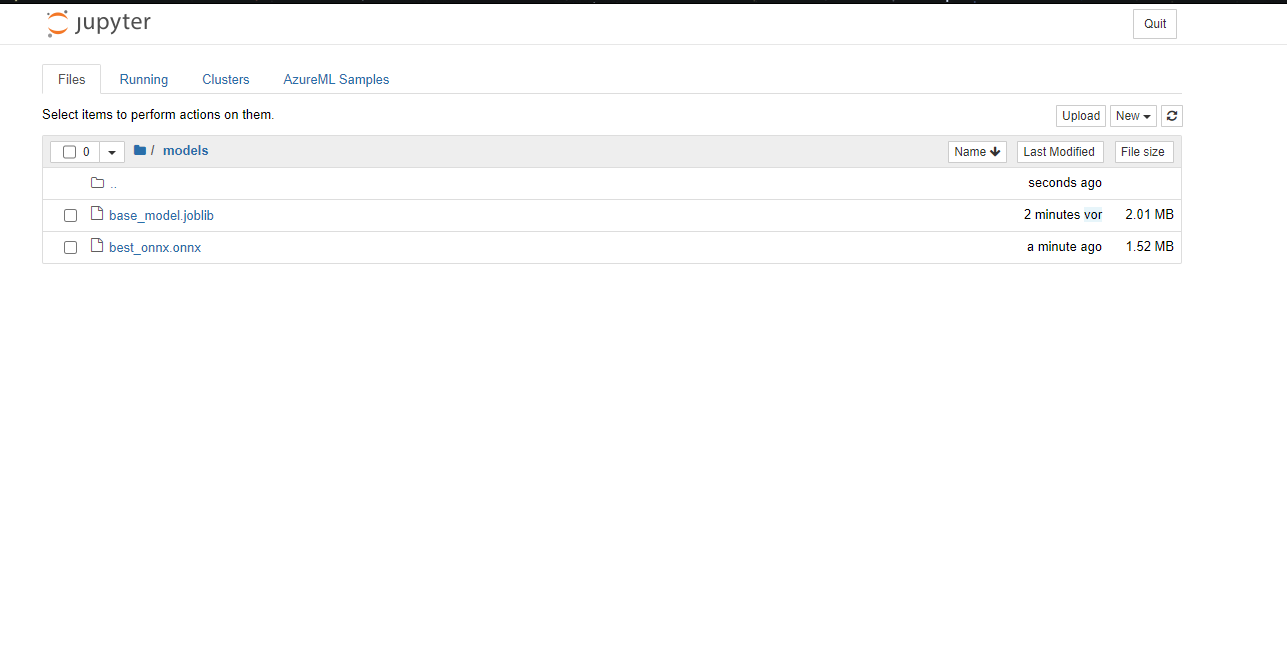 jupyter
Quit
Files Running Clusters AzureML Samples
Select items to perform actions on them.
Upload New
0 / models Name Last Modified File size
.. seconds ago
base_model.joblib 2 minutes vor 2.01 MB
best_onnx.onnx a minute ago 1.52 MB